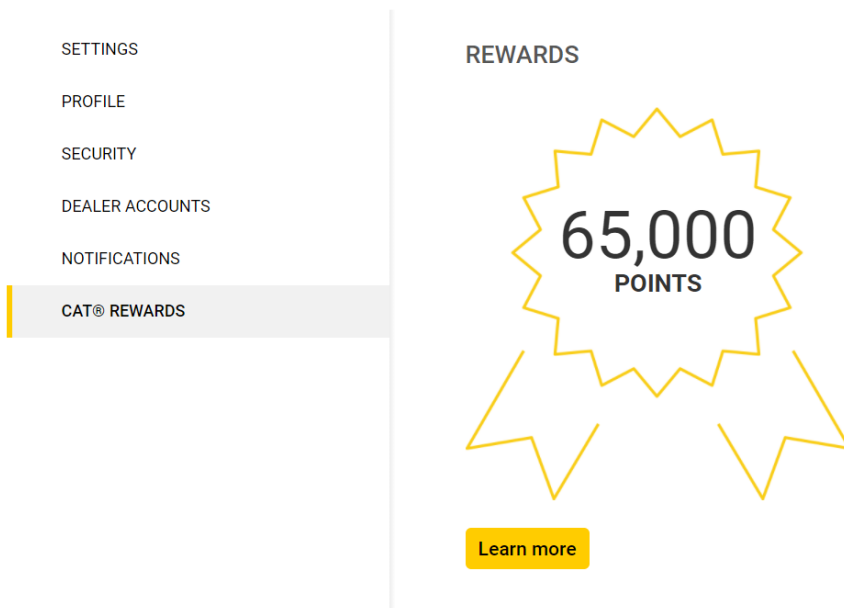 SETTINGS
PROFILE
SECURITY
DEALER ACCOUNTS
NOTIFICATIONS
CAT® REWARDS
REWARDS
65,000
POINTS
Learn more